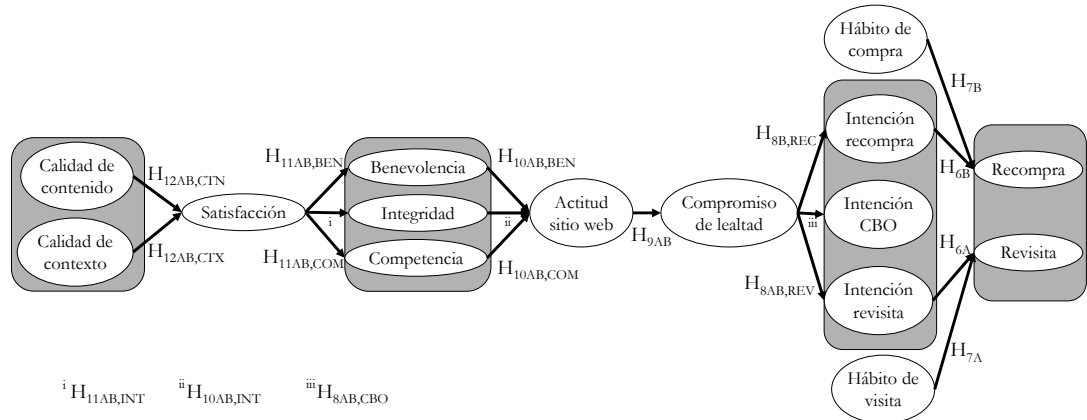 Calidad de
contenido
Calidad de
contexto
H12AB,CTN
H12AB,CTX
Satisfacción
H11AB,BEN
i
H11AB,COM
Benevolencia
Integridad
Competencia
H10AB,BEN
ii
H10AB,COM
Actitud
sitio web
H9AB
Compromiso
de lealtad
H8B,REC
iii
H8AB,REV
Hábito de
compra
Intención
recompra
Intención
CBO
Intención
revisita
Hábito de
visita
H7B
H6B
H6A
H7A
Recompra
Revisita
i H11AB,INT
ii H10AB,INT
iii H8AB,CBO